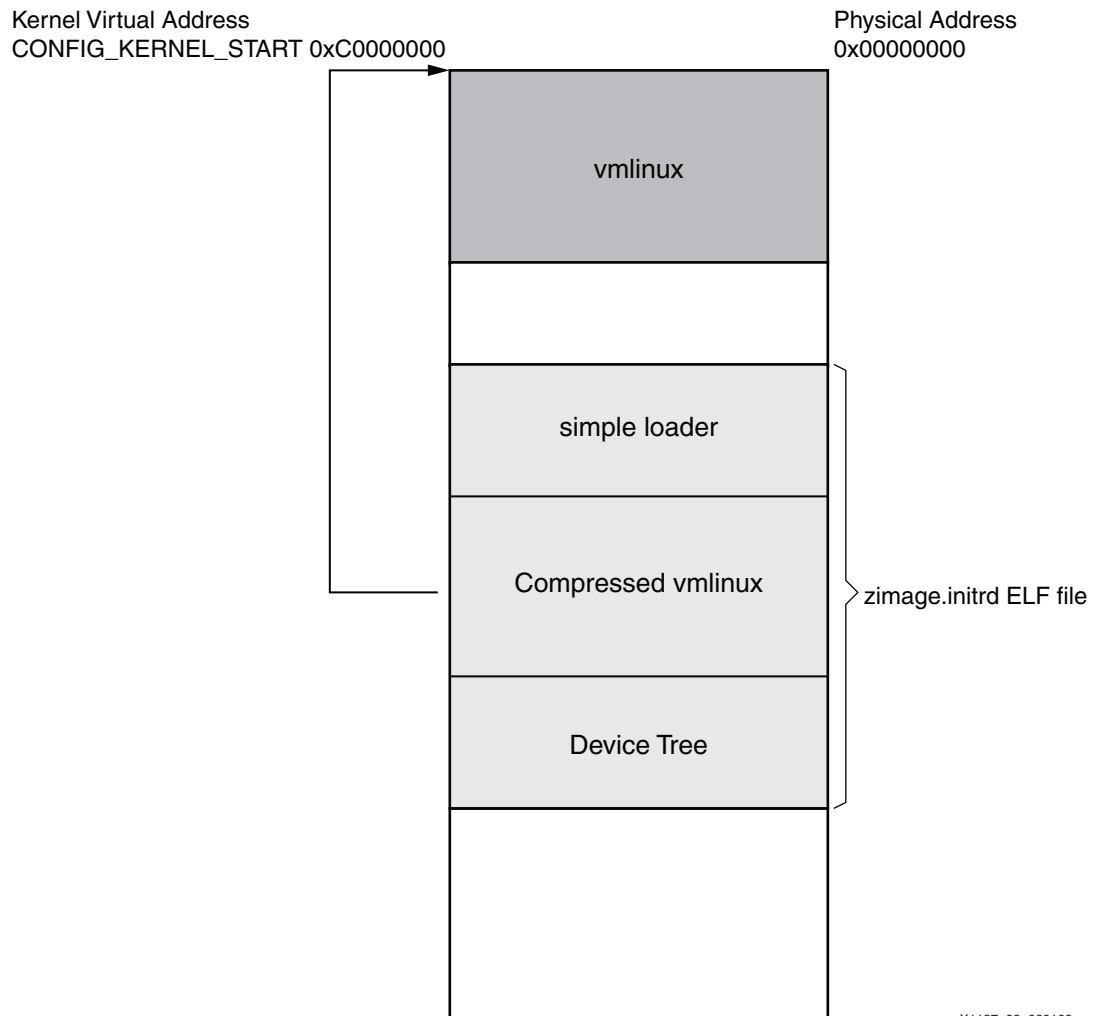 Kernel Virtual Address
CONFIG_KERNEL_START 0xC0000000
Physical Address
0x00000000
vmlinux
simple loader
Compressed vmlinux
zimage.initrd ELF file
Device Tree